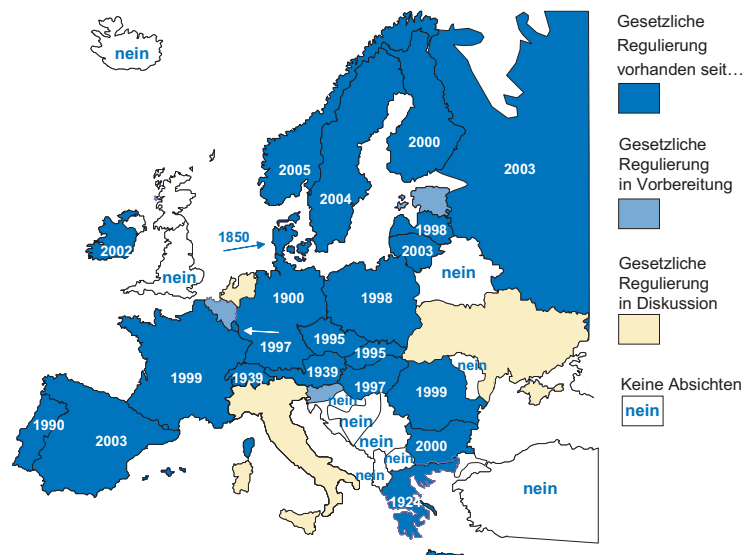 Gesetzliche
Regulierung
vorhanden seit…
Gesetzliche
Regulierung
in Vorbereitung
Gesetzliche
Regulierung
in Diskussion
Keine Absichten
nein
nein
2005
2004
2000
2003
2002
nein
1850
1998
2003
nein
1900
1998
1997
1995
1995
1999
1939
1939
1997
1999
nein
nein
nein
nein
nein
nein
2000
1990
2003
1924
nein